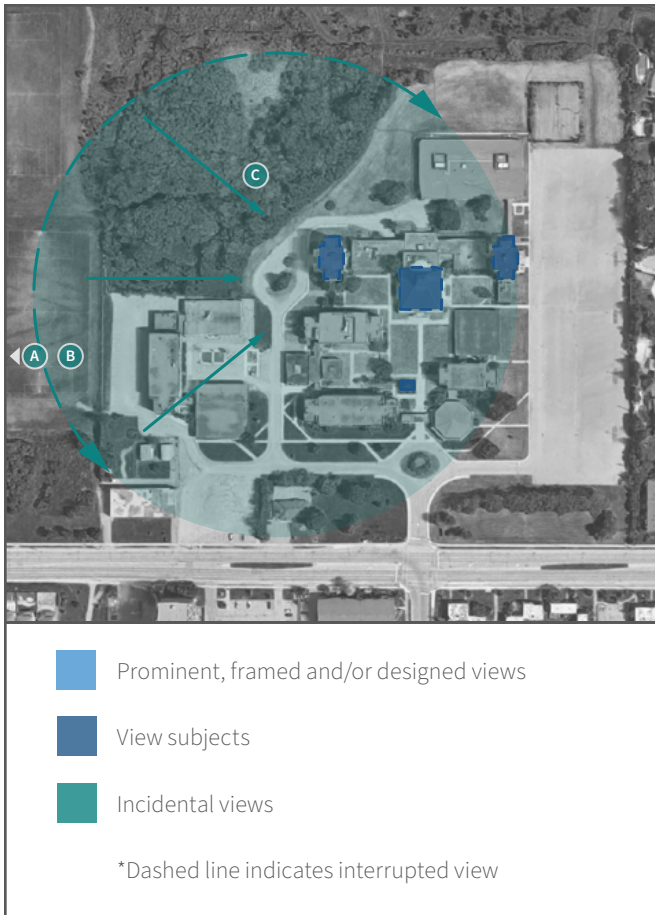 C
A B
Prominent, framed and/or designed views
View subjects
Incidental views
*Dashed line indicates interrupted view